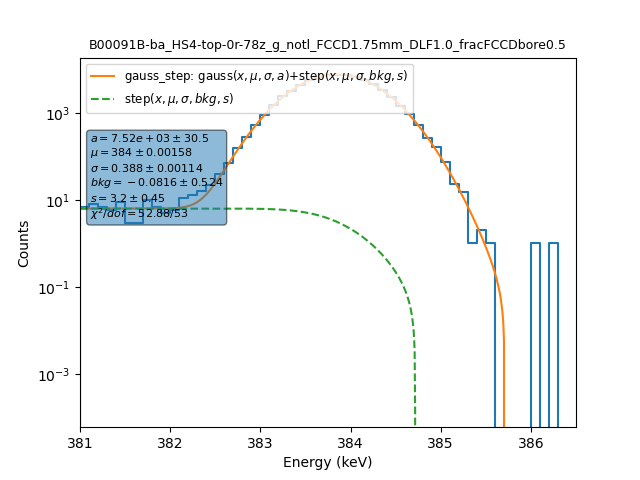 B00091B-ba_HS4-top-0r-78z_g_notl_FCCD1.75mm_DLF1.0_fracFCCDbore0.5
gauss_step: gauss(x, μ, σ, a)+step(x, μ, σ, bkg, s)
step(x, μ, σ, bkg, s)
a = 7.52e + 03 ± 30.5
μ = 384 ± 0.00158
σ = 0.388 ± 0.00114
bkg = −0.0816 ± 0.524
s = 3.2 ± 0.45
χ²/dof = 52.88/53
10³
10¹
10⁻¹
10⁻³
Counts
381 382 383 384 385 386
Energy (keV)